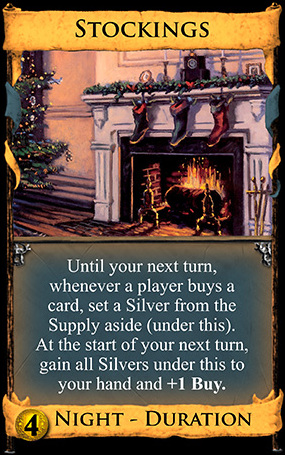 STOCKINGS
Until your next turn,
whenever a player buys a
card, set a Silver from the
Supply aside (under this).
At the start of your next turn,
gain all Silvers under this to
your hand and +1 Buy.
4 NIGHT - DURATION